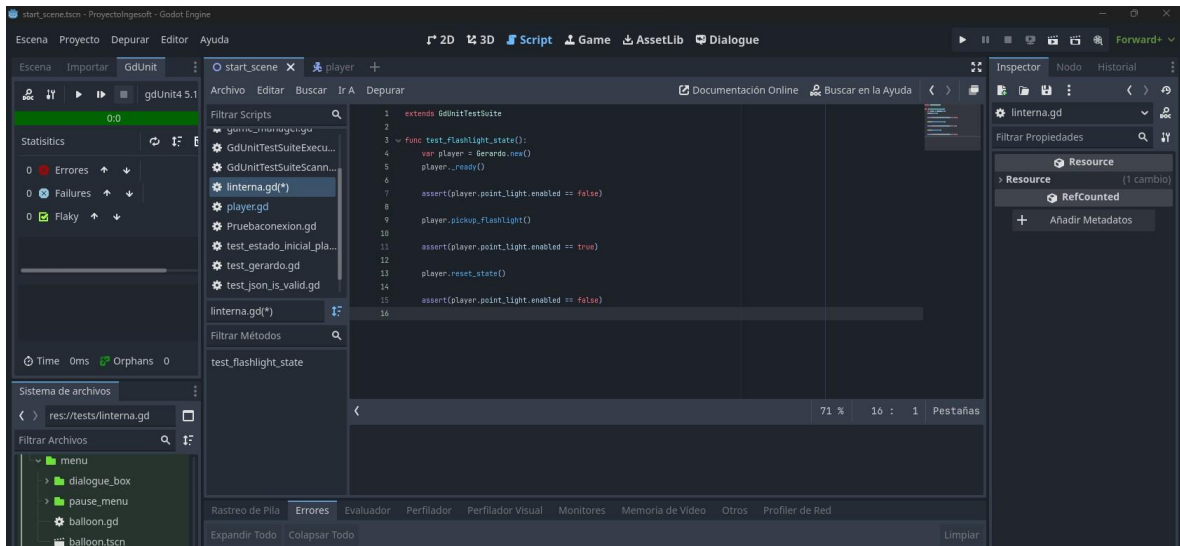 start_scene.tscn - ProyectoIngesoft - Godot Engine
Escena Proyecto Depurar Editor Ayuda
2D 3D Script Game AssetLib Dialogue
Forward+
Escena Importar GdUnit
gdUnit4 5.1
0:0
Statisitics
0 Errores
0 Failures
0 Flaky
Time 0ms Orphans 0
Sistema de archivos
res://tests/linterna.gd
Filtrar Archivos
menu
dialogue_box
pause_menu
balloon.gd
balloon.tscn
start_scene player
Archivo Editar Buscar Ir A Depurar
Documentación Online Buscar en la Ayuda
Filtrar Scripts
game_manager.gd
GdUnitTestSuiteExecu...
GdUnitTestSuiteScann...
linterna.gd(*)
player.gd
Pruebaconexion.gd
test_estado_inicial_pla...
test_gerardo.gd
test_json_is_valid.gd
linterna.gd(*)
Filtrar Métodos
test_flashlight_state
1 extends GdUnitTestSuite
2
3 func test_flashlight_state():
4 var player = Gerardo.new()
5 player._ready()
6
7 assert(player.point_light.enabled == false)
8
9 player.pickup_flashlight()
10
11 assert(player.point_light.enabled == true)
12
13 player.reset_state()
14
15 assert(player.point_light.enabled == false)
16
71 % 16 : 1 Pestañas
Rastreo de Pila Errores Evaluador Perfilador Perfilador Visual Monitores Memoria de Vídeo Otros Profiler de Red
Expandir Todo Colapsar Todo Limpiar
Inspector Nodo Historial
linterna.gd
Filtrar Propiedades
Resource
Resource (1 cambio)
RefCounted
Añadir Metadatos